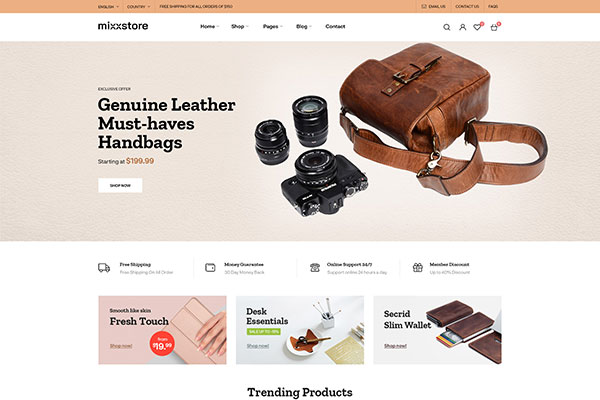 ENGLISH COUNTRY FREE SHIPPING FOR ALL ORDERS OF $150 EMAIL US CONTACT US FAQS
mixxstore Home Shop Pages Blog Contact
EXCLUSIVE OFFER
Genuine Leather
Must-haves
Handbags
Starting at $199.99
SHOP NOW
Free Shipping
Free Shipping On All Order
Money Guarantee
30 Day Money Back
Online Support 24/7
Support online 24 hours a day
Member Discount
Up to 40% Discount
Smooth like skin
Fresh Touch
From
$19.99
Shop now!
Desk
Essentials
Shop now!
Secrid
Slim Wallet
Shop now!
Trending Products